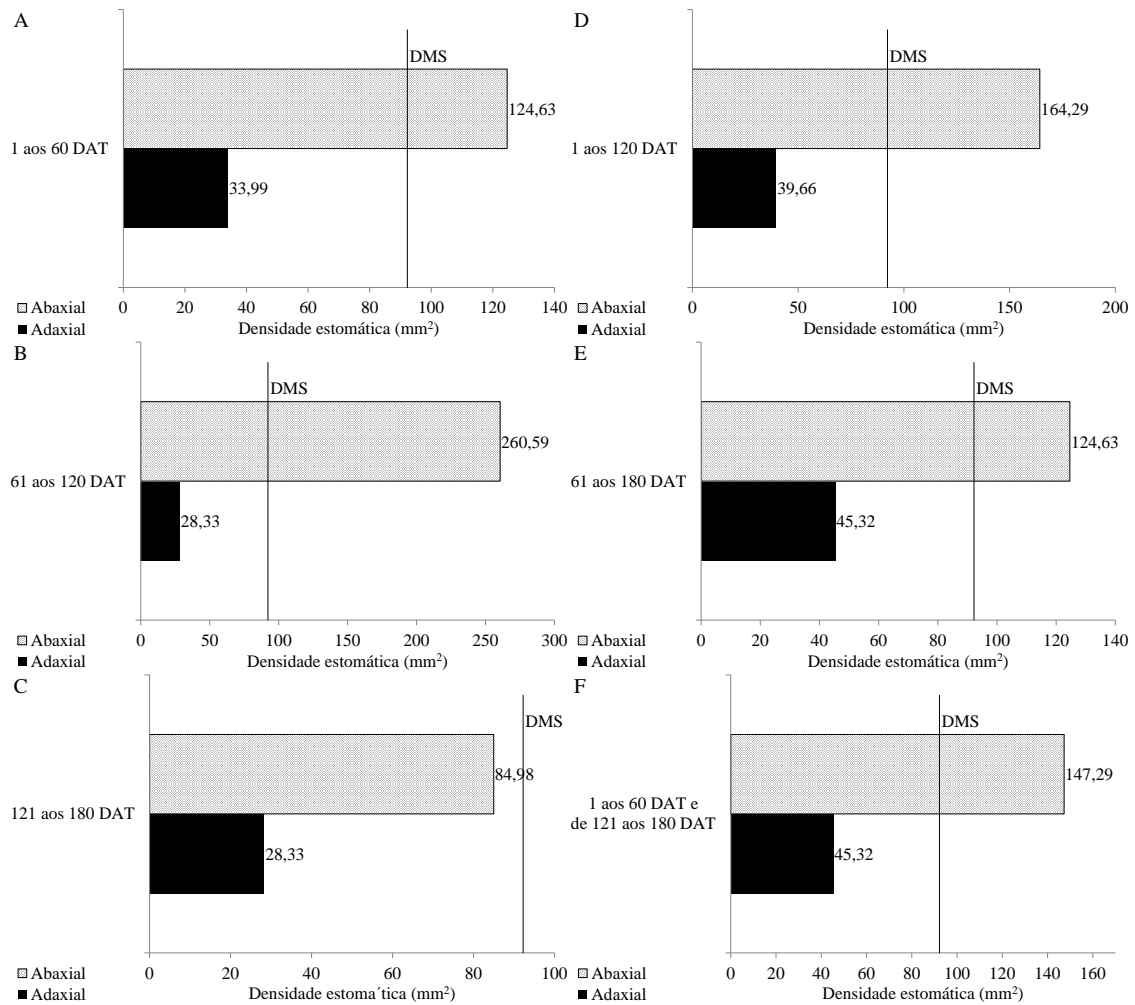 A
DMS
124,63
1 aos 60 DAT
33,99
0 20 40 60 80 100 120 140
Abaxial
Adaxial
Densidade estomática (mm²)
D
DMS
164,29
1 aos 120 DAT
39,66
0 50 100 150 200
Abaxial
Adaxial
Densidade estomática (mm²)
B
DMS
260,59
61 aos 120 DAT
28,33
0 50 100 150 200 250 300
Abaxial
Adaxial
Densidade estomática (mm²)
E
DMS
124,63
61 aos 180 DAT
45,32
0 20 40 60 80 100 120 140
Abaxial
Adaxial
Densidade estomática (mm²)
C
DMS
84,98
121 aos 180 DAT
28,33
0 20 40 60 80 100
Abaxial
Adaxial
Densidade estoma´tica (mm²)
F
DMS
147,29
1 aos 60 DAT e
de 121 aos 180 DAT
45,32
0 20 40 60 80 100 120 140 160
Abaxial
Adaxial
Densidade estomática (mm²)